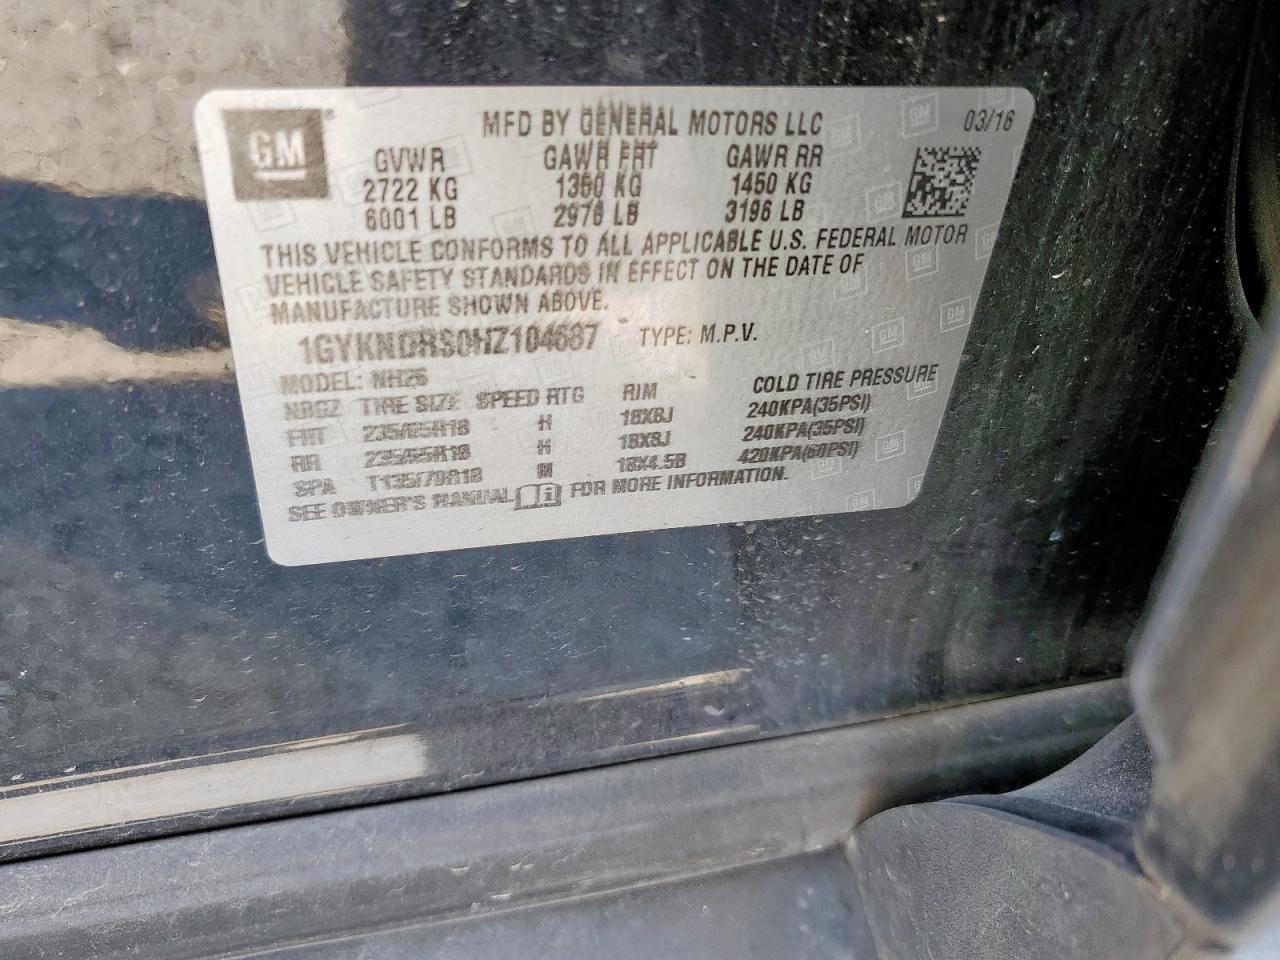 GM
MFD BY GENERAL MOTORS LLC 03/16
GVWR GAWR FRT GAWR RR
2722 KG 1350 KG 1450 KG
6001 LB 2976 LB 3196 LB
THIS VEHICLE CONFORMS TO ALL APPLICABLE U.S. FEDERAL MOTOR
VEHICLE SAFETY STANDARDS IN EFFECT ON THE DATE OF
MANUFACTURE SHOWN ABOVE.
1GYKNDRS0HZ104687 TYPE: M.P.V.
MODEL: NH26
TIRE SIZE SPEED RTG RIM COLD TIRE PRESSURE
FRT 235/65R18 H 18X8J 240KPA(35PSI)
RR 235/65R18 H 18X8J 240KPA(35PSI)
SPA T135/70R18 M 18X4.5B 420KPA(60PSI)
SEE OWNER'S MANUAL FOR MORE INFORMATION.